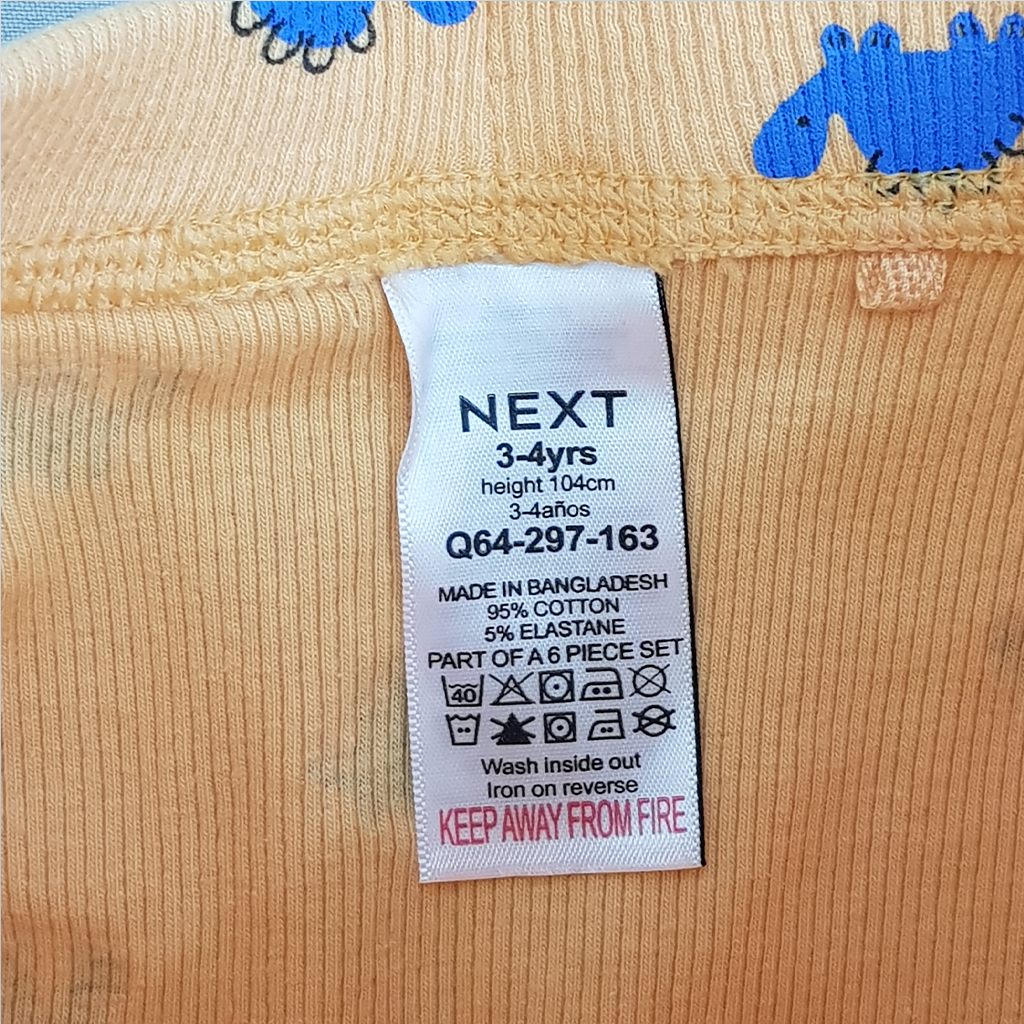 NEXT
3-4yrs
height 104cm
3-4años
Q64-297-163
MADE IN BANGLADESH
95% COTTON
5% ELASTANE
PART OF A 6 PIECE SET
40
Wash inside out
Iron on reverse
KEEP AWAY FROM FIRE